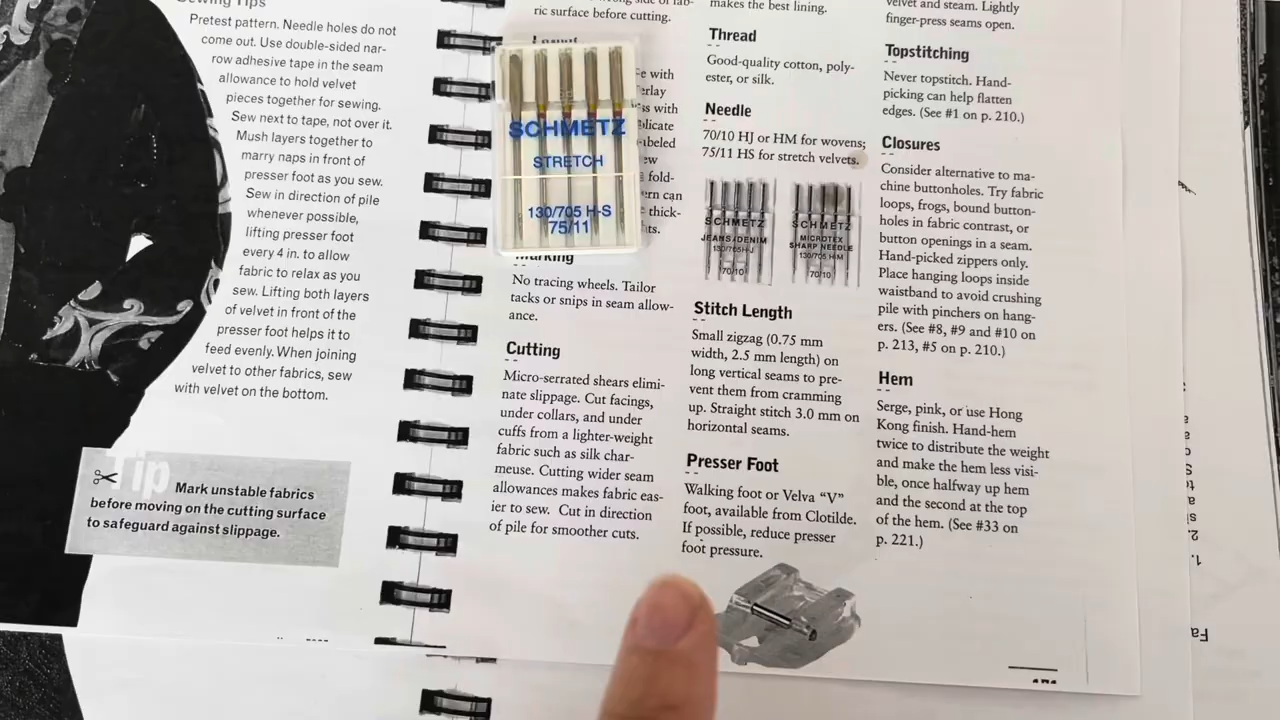 Sewing Tips
Pretest pattern. Needle holes do not
come out. Use double-sided nar-
row adhesive tape in the seam
allowance to hold velvet
pieces together for sewing.
Sew next to tape, not over it.
Mush layers together to
marry naps in front of
presser foot as you sew.
Sew in direction of pile
whenever possible,
lifting presser foot
every 4 in. to allow
fabric to relax as you
sew. Lifting both layers
of velvet in front of the
presser foot helps it to
feed evenly. When joining
velvet to other fabrics, sew
with velvet on the bottom.
Tip
Mark unstable fabrics
before moving on the cutting surface
to safeguard against slippage.
ric surface before cutting.
SCHMETZ
STRETCH
130/705 H-S
75/11
with
with
fold-
can
thick-
Marking
No tracing wheels. Tailor
tacks or snips in seam allow-
ance.
Cutting
Micro-serrated shears elimi-
nate slippage. Cut facings,
under collars, and under
cuffs from a lighter-weight
fabric such as silk char-
meuse. Cutting wider seam
allowances makes fabric eas-
ier to sew. Cut in direction
of pile for smoother cuts.
makes the best lining.
Thread
Good-quality cotton, poly-
ester, or silk.
Needle
70/10 HJ or HM for wovens;
75/11 HS for stretch velvets.
SCHMETZ
JEANS/DENIM
70/10
SCHMETZ
MICROTEX
SHARP NEEDLE
130/705 H-M
70/10
Stitch Length
Small zigzag (0.75 mm
width, 2.5 mm length) on
long vertical seams to pre-
vent them from cramming
up. Straight stitch 3.0 mm on
horizontal seams.
Presser Foot
Walking foot or Velva “V”
foot, available from Clotilde.
If possible, reduce presser
foot pressure.
velvet and steam. Lightly
finger-press seams open.
Topstitching
Never topstitch. Hand-
picking can help flatten
edges. (See #1 on p. 210.)
Closures
Consider alternative to ma-
chine buttonholes. Try fabric
loops, frogs, bound button-
holes in fabric contrast, or
button openings in a seam.
Hand-picked zippers only.
Place hanging loops inside
waistband to avoid crushing
pile with pinchers on hang-
ers. (See #8, #9 and #10 on
p. 213, #5 on p. 210.)
Hem
Serge, pink, or use Hong
Kong finish. Hand-hem
twice to distribute the weight
and make the hem less visi-
ble, once halfway up hem
and the second at the top
of the hem. (See #33 on
p. 221.)